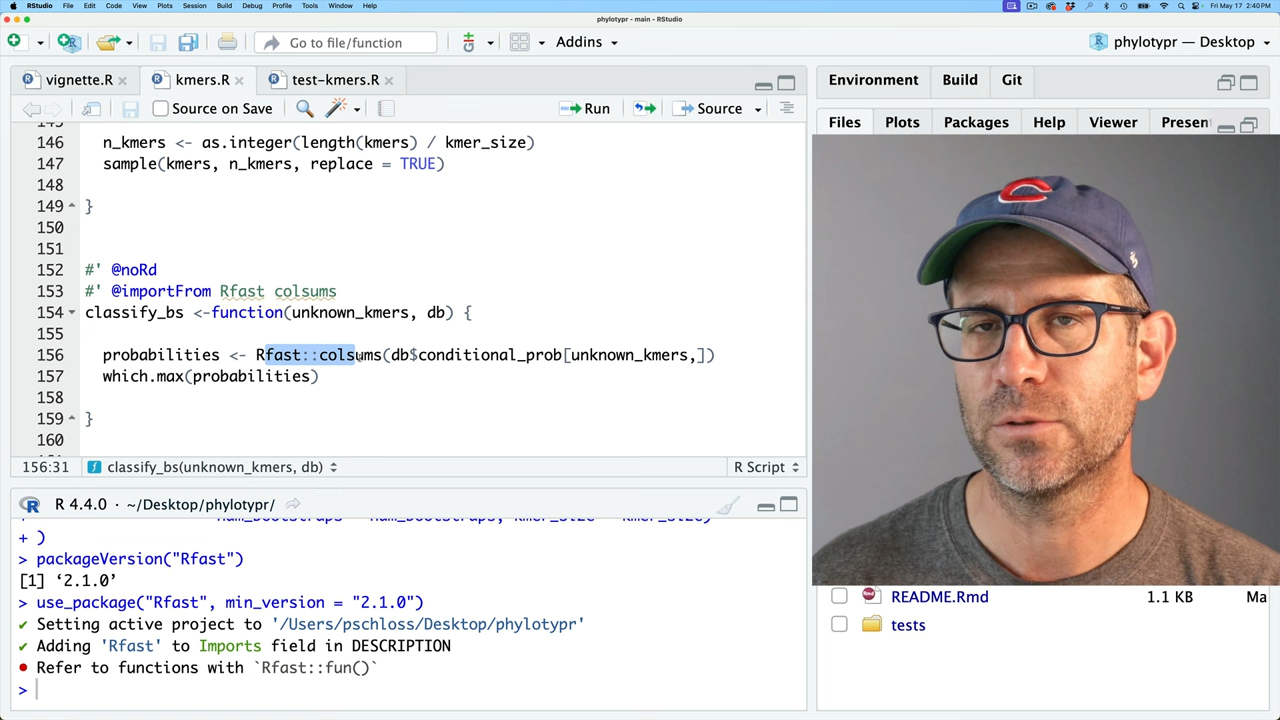 RStudio File Edit Code View Plots Session Build Debug Profile Tools Window Help Fri May 17 2:40 PM
phylotypr - main - RStudio
Go to file/function Addins phylotypr — Desktop
vignette.R kmers.R test-kmers.R Environment Build Git
Source on Save Run Source
Files Plots Packages Help Viewer Presen
146 n_kmers <- as.integer(length(kmers) / kmer_size)
147 sample(kmers, n_kmers, replace = TRUE)
148
149 }
150
151
152 #' @noRd
153 #' @importFrom Rfast colsums
154 classify_bs <-function(unknown_kmers, db) {
155
156 probabilities <- Rfast::colsums(db$conditional_prob[unknown_kmers,])
157 which.max(probabilities)
158
159 }
160
156:31 classify_bs(unknown_kmers, db) R Script
R 4.4.0 · ~/Desktop/phylotypr/
+ )
> packageVersion("Rfast")
[1] ‘2.1.0’
> use_package("Rfast", min_version = "2.1.0")
✔ Setting active project to '/Users/pschloss/Desktop/phylotypr'
✔ Adding 'Rfast' to Imports field in DESCRIPTION
● Refer to functions with `Rfast::fun()`
>
README.Rmd 1.1 KB Ma
tests
C